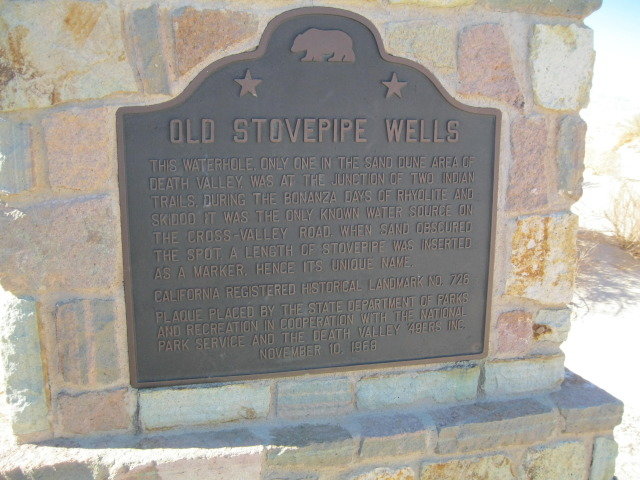 OLD STOVEPIPE WELLS
THIS WATERHOLE, ONLY ONE IN THE SAND DUNE AREA OF
DEATH VALLEY, WAS AT THE JUNCTION OF TWO INDIAN
TRAILS. DURING THE BONANZA DAYS OF RHYOLITE AND
SKIDOO IT WAS THE ONLY KNOWN WATER SOURCE ON
THE CROSS-VALLEY ROAD. WHEN SAND OBSCURED
THE SPOT, A LENGTH OF STOVEPIPE WAS INSERTED
AS A MARKER. HENCE ITS UNIQUE NAME.
CALIFORNIA REGISTERED HISTORICAL LANDMARK NO. 726
PLAQUE PLACED BY THE STATE DEPARTMENT OF PARKS
AND RECREATION IN COOPERATION WITH THE NATIONAL
PARK SERVICE AND THE DEATH VALLEY '49ERS INC.
NOVEMBER 10, 1968